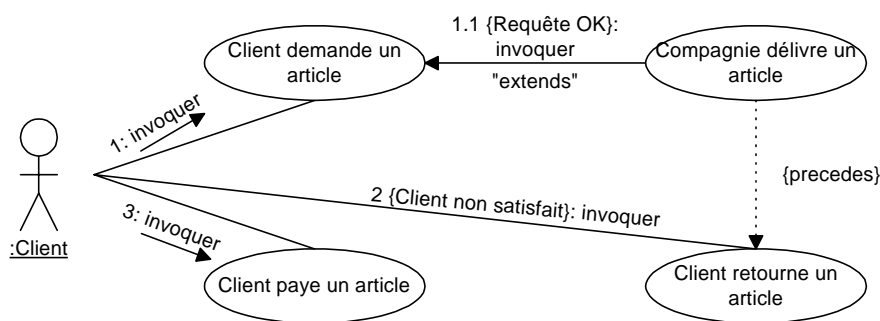 1.1 {Requête OK}:
invoquer
"extends"
Client demande un
article
Compagnie délivre un
article
1: invoquer
{precedes}
2 {Client non satisfait}: invoquer
3: invoquer
:Client
Client paye un article
Client retourne un
article